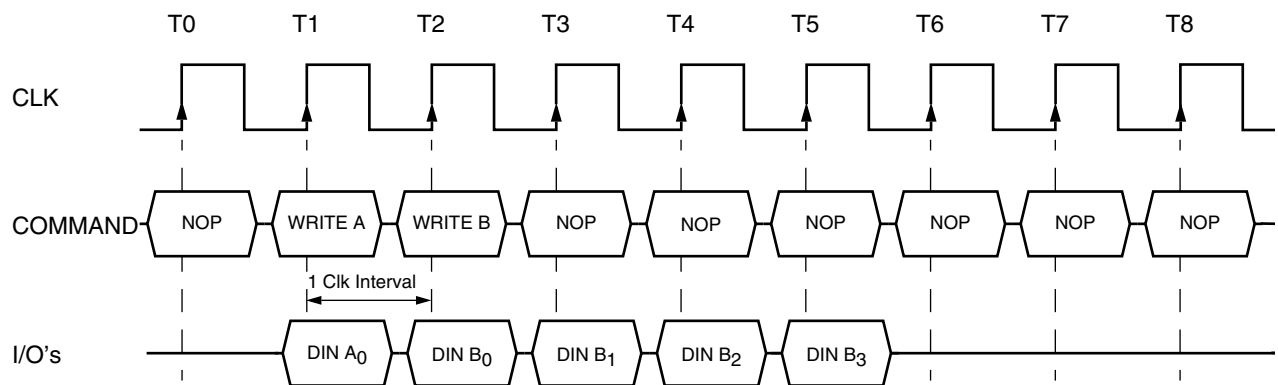 T0 T1 T2 T3 T4 T5 T6 T7 T8
CLK
COMMAND NOP WRITE A WRITE B NOP NOP NOP NOP NOP NOP
1 Clk Interval
I/O's DIN A0 DIN B0 DIN B1 DIN B2 DIN B3